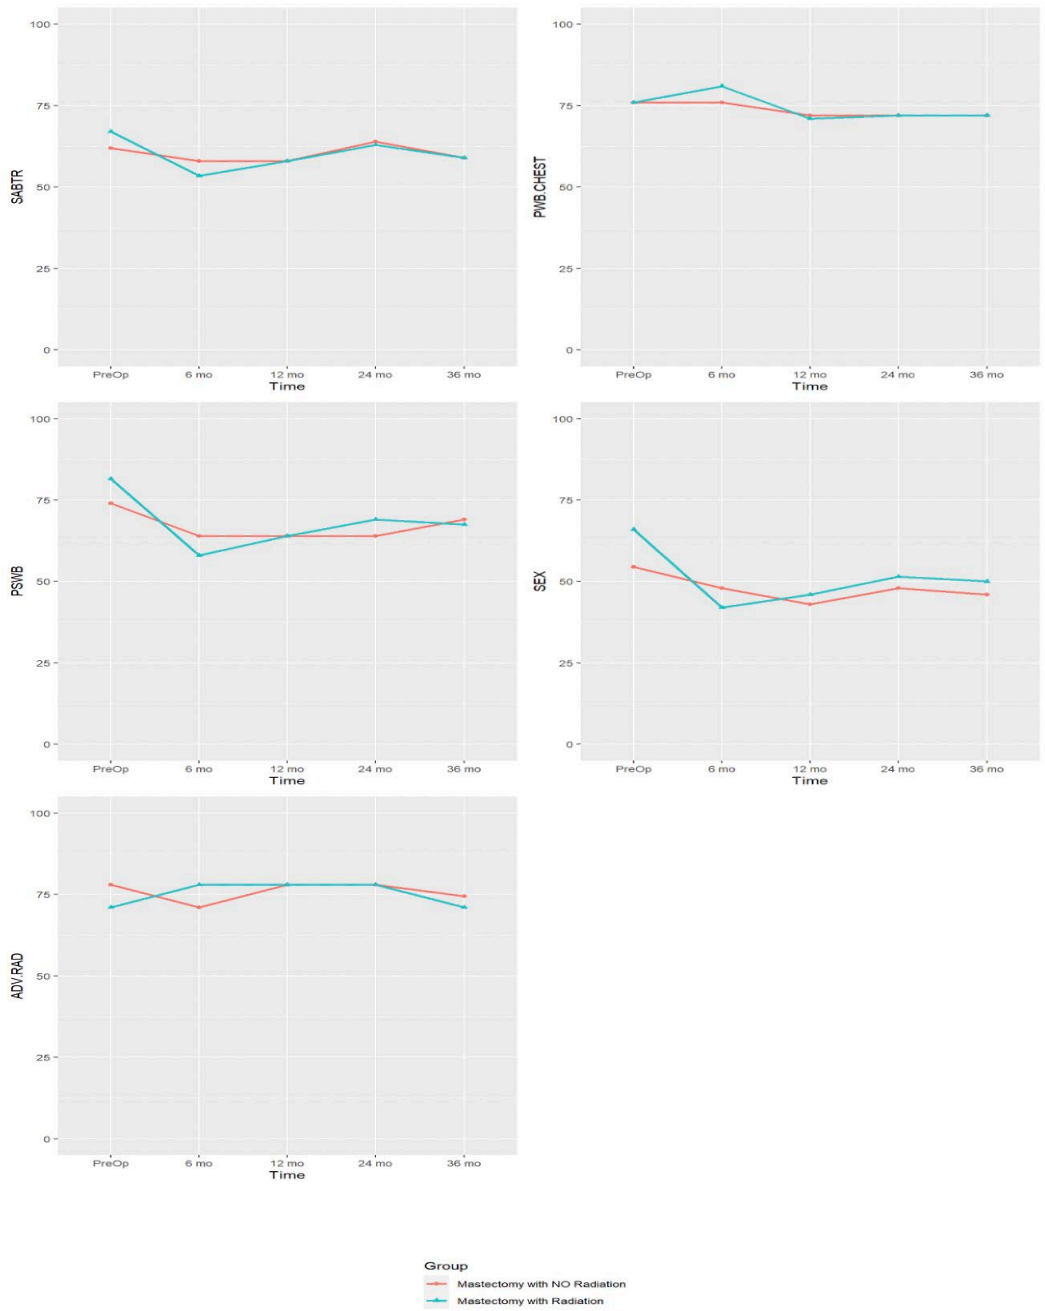 100
75
50
25
0
SABTR
PreOp 6 mo 12 mo 24 mo 36 mo
Time
100
75
50
25
0
PWB.CHEST
PreOp 6 mo 12 mo 24 mo 36 mo
Time
100
75
50
25
0
PSWB
PreOp 6 mo 12 mo 24 mo 36 mo
Time
100
75
50
25
0
SEX
PreOp 6 mo 12 mo 24 mo 36 mo
Time
100
75
50
25
0
ADV.RAD
PreOp 6 mo 12 mo 24 mo 36 mo
Time
Group
Mastectomy with NO Radiation
Mastectomy with Radiation